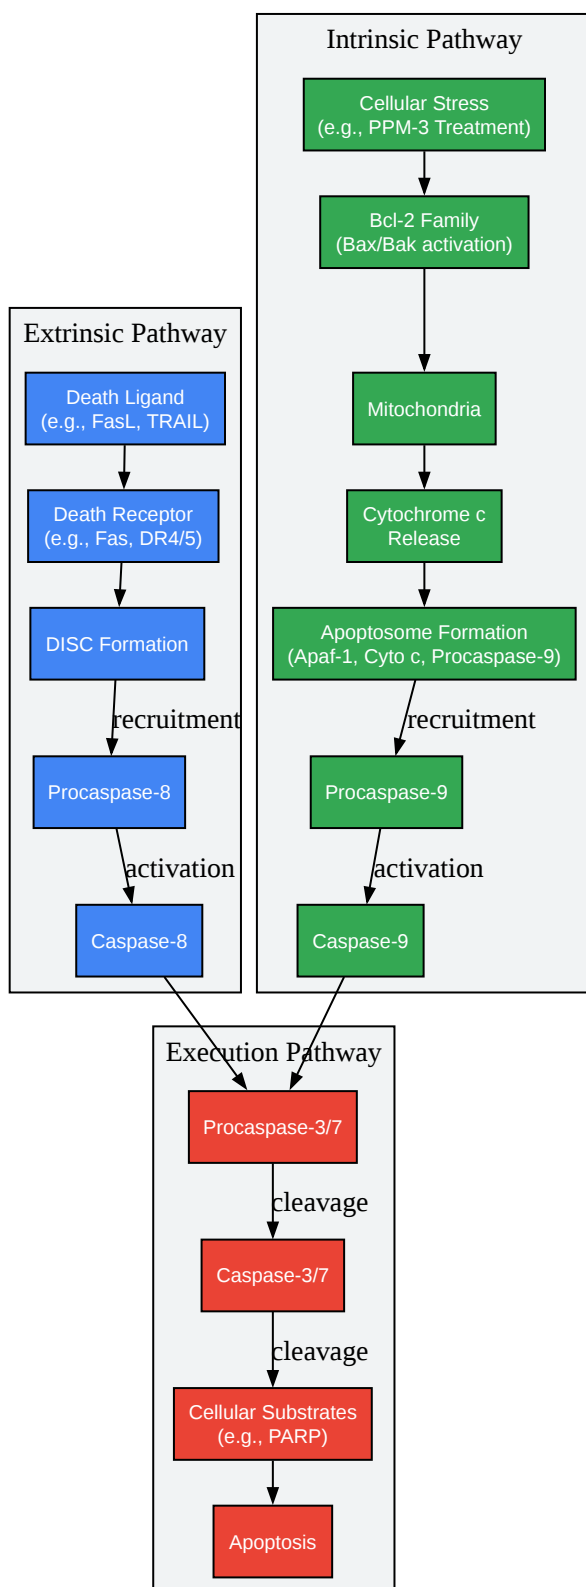 Intrinsic Pathway
Cellular Stress
(e.g., PPM-3 Treatment)
Bcl-2 Family
(Bax/Bak activation)
Mitochondria
Cytochrome c
Release
Apoptosome Formation
(Apaf-1, Cyto c, Procaspase-9)
recruitment
Procaspase-9
activation
Caspase-9
Extrinsic Pathway
Death Ligand
(e.g., FasL, TRAIL)
Death Receptor
(e.g., Fas, DR4/5)
DISC Formation
recruitment
Procaspase-8
activation
Caspase-8
Execution Pathway
Procaspase-3/7
cleavage
Caspase-3/7
cleavage
Cellular Substrates
(e.g., PARP)
Apoptosis